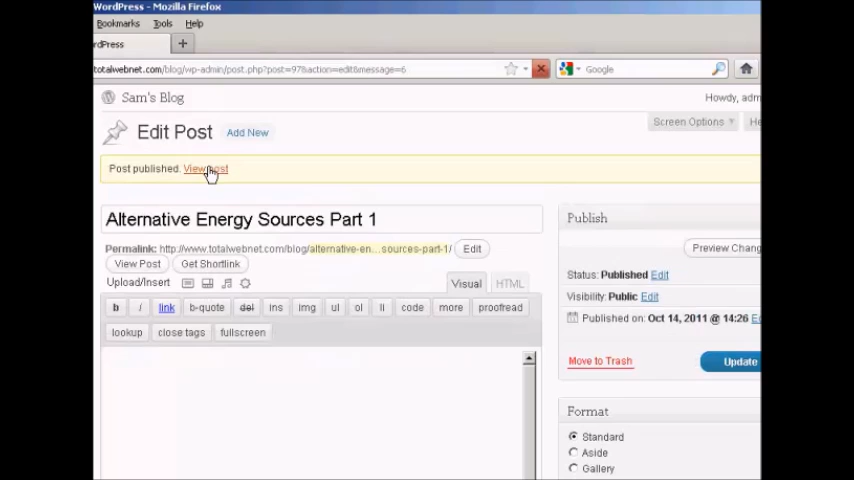 WordPress - Mozilla Firefox
Bookmarks Tools Help
rdPress +
totalwebnet.com/blog/wp-admin/post.php?post=97&action=edit&message=6 Google
Sam's Blog Howdy, adm
Edit Post Add New Screen Options He
Post published. View post
Alternative Energy Sources Part 1
Permalink: http://www.totalwebnet.com/blog/alternative-en...sources-part-1/ Edit
View Post Get Shortlink
Upload/Insert Visual HTML
b i link b-quote del ins img ul ol li code more proofread
lookup close tags fullscreen
Publish
Preview Chang
Status: Published Edit
Visibility: Public Edit
Published on: Oct 14, 2011 @ 14:26 E
Move to Trash Update
Format
Standard
Aside
Gallery